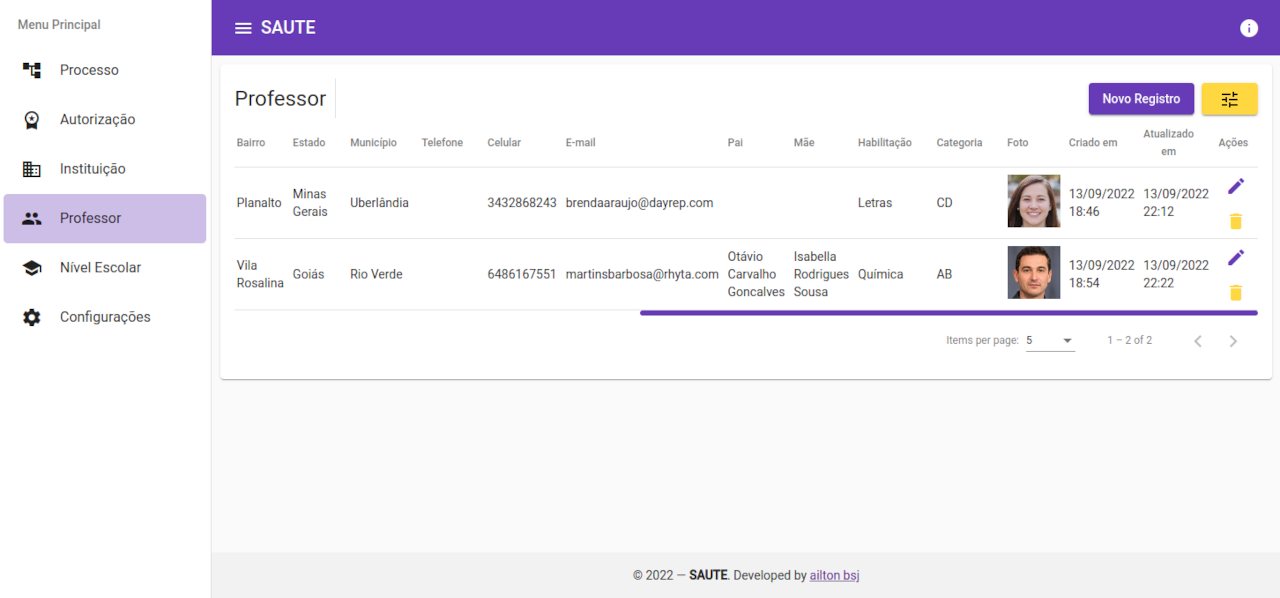 Menu Principal
Processo
Autorização
Instituição
Professor
Nível Escolar
Configurações
SAUTE
Professor
Novo Registro
Bairro Estado Município Telefone Celular E-mail Pai Mãe Habilitação Categoria Foto Criado em Atualizado em Ações
Planalto Minas Gerais Uberlândia 3432868243 brendaaraujo@dayrep.com Letras CD 13/09/2022 18:46 13/09/2022 22:12
Vila Rosalina Goiás Rio Verde 6486167551 martinsbarbosa@rhyta.com Otávio Carvalho Goncalves Isabella Rodrigues Sousa Química AB 13/09/2022 18:54 13/09/2022 22:22
Items per page: 5 1 – 2 of 2
© 2022 — SAUTE. Developed by ailton bsj